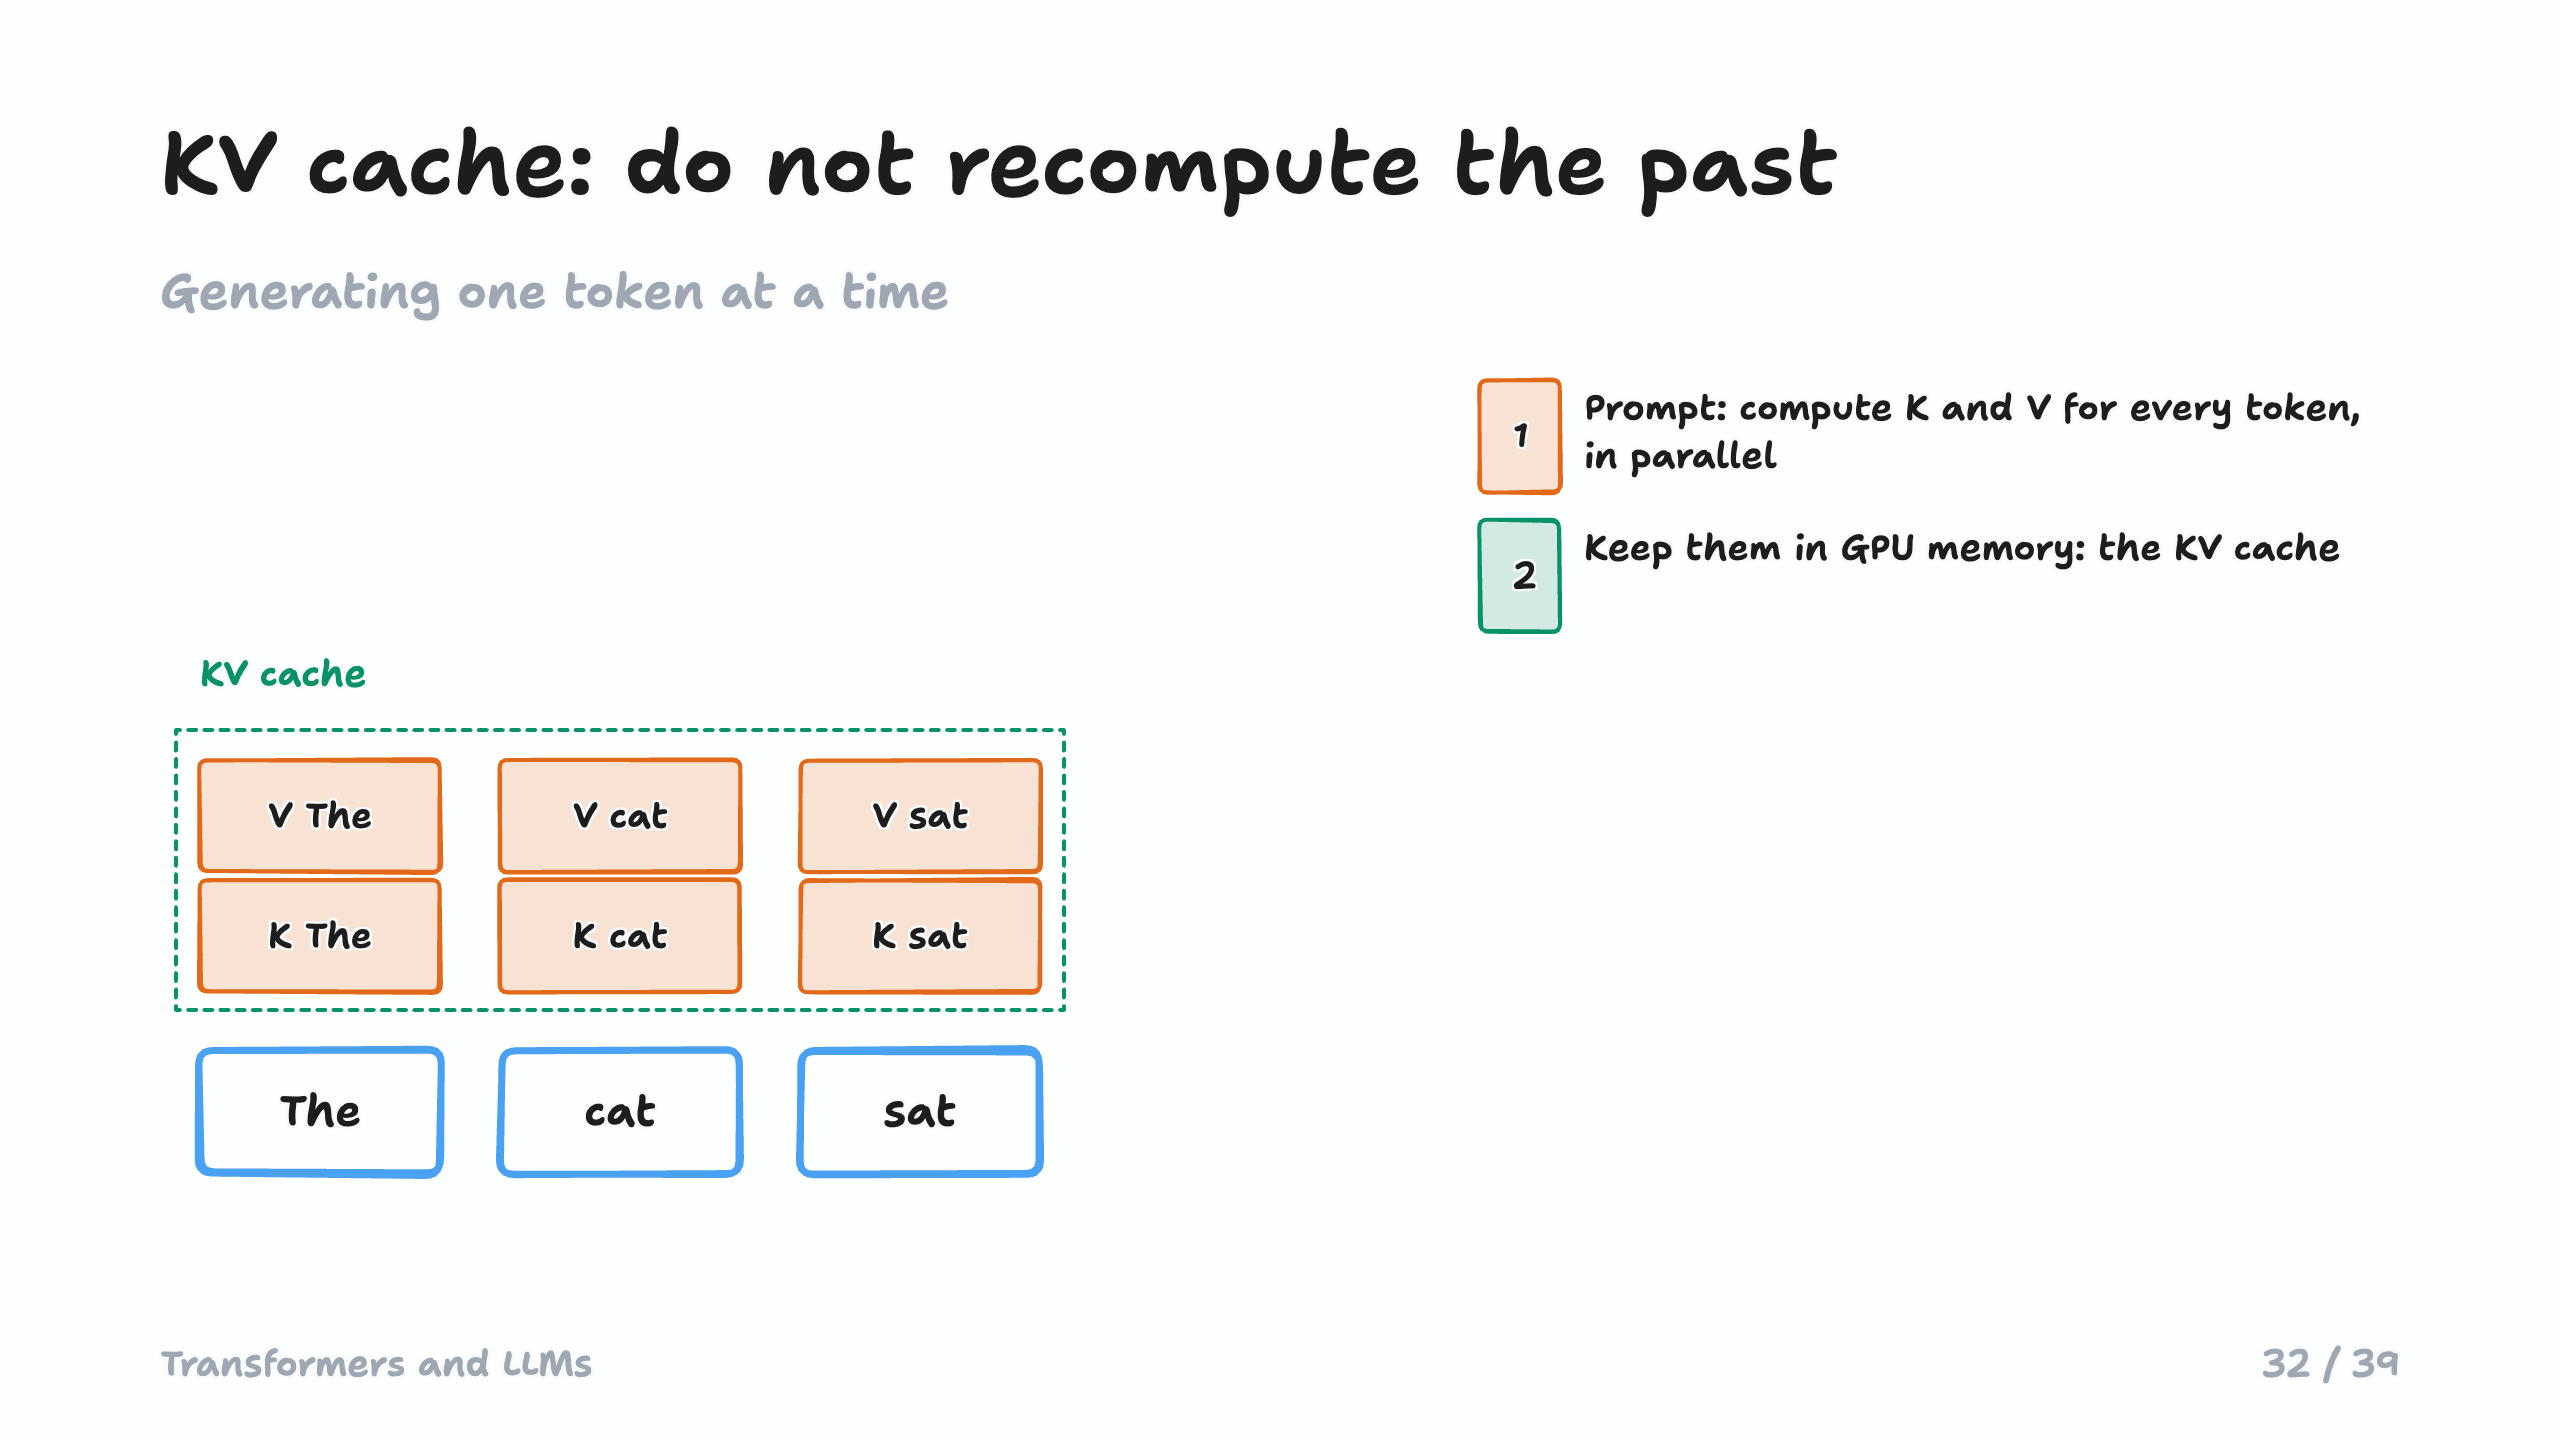 KV cache: do not recompute the past
Generating one token at a time
1
Prompt: compute K and V for every token,
in parallel
2
Keep them in GPU memory: the KV cache
KV cache
V The
V cat
V sat
K The
K cat
K sat
The
cat
sat
Transformers and LLMs
32 / 39